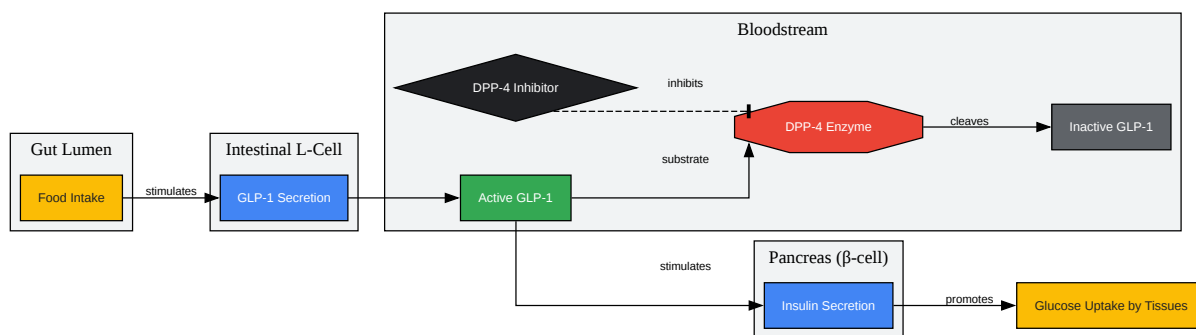 Bloodstream
DPP-4 Inhibitor
inhibits
DPP-4 Enzyme
cleaves
Inactive GLP-1
Gut Lumen
Intestinal L-Cell
substrate
Food Intake
stimulates
GLP-1 Secretion
Active GLP-1
Pancreas (β-cell)
stimulates
Insulin Secretion
promotes
Glucose Uptake by Tissues